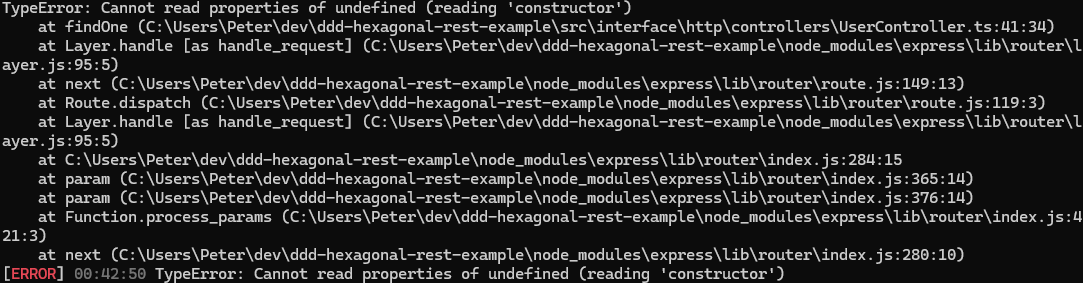 TypeError: Cannot read properties of undefined (reading 'constructor')
    at findOne (C:\Users\Peter\dev\ddd-hexagonal-rest-example\src\interface\http\controllers\UserController.ts:41:34)
    at Layer.handle [as handle_request] (C:\Users\Peter\dev\ddd-hexagonal-rest-example\node_modules\express\lib\router\l
ayer.js:95:5)
    at next (C:\Users\Peter\dev\ddd-hexagonal-rest-example\node_modules\express\lib\router\route.js:149:13)
    at Route.dispatch (C:\Users\Peter\dev\ddd-hexagonal-rest-example\node_modules\express\lib\router\route.js:119:3)
    at Layer.handle [as handle_request] (C:\Users\Peter\dev\ddd-hexagonal-rest-example\node_modules\express\lib\router\l
ayer.js:95:5)
    at C:\Users\Peter\dev\ddd-hexagonal-rest-example\node_modules\express\lib\router\index.js:284:15
    at param (C:\Users\Peter\dev\ddd-hexagonal-rest-example\node_modules\express\lib\router\index.js:365:14)
    at param (C:\Users\Peter\dev\ddd-hexagonal-rest-example\node_modules\express\lib\router\index.js:376:14)
    at Function.process_params (C:\Users\Peter\dev\ddd-hexagonal-rest-example\node_modules\express\lib\router\index.js:4
21:3)
    at next (C:\Users\Peter\dev\ddd-hexagonal-rest-example\node_modules\express\lib\router\index.js:280:10)
[ERROR] 00:42:50 TypeError: Cannot read properties of undefined (reading 'constructor')